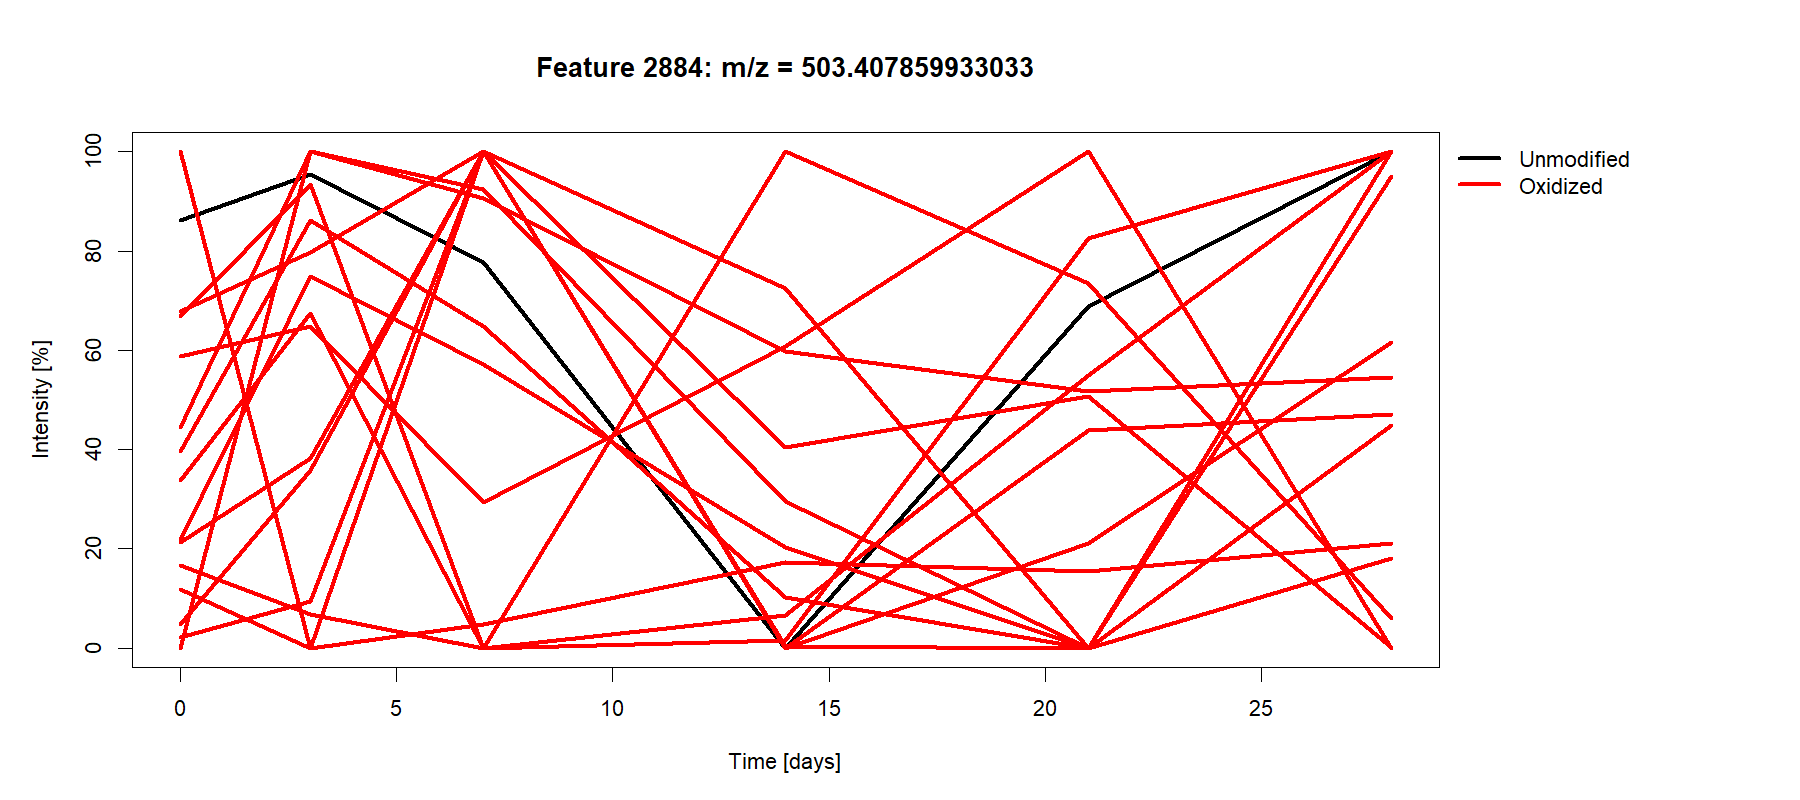 Feature 2884: m/z = 503.407859933033
Unmodified
Oxidized
Intensity [%]
100
80
60
40
20
0
0 5 10 15 20 25
Time [days]